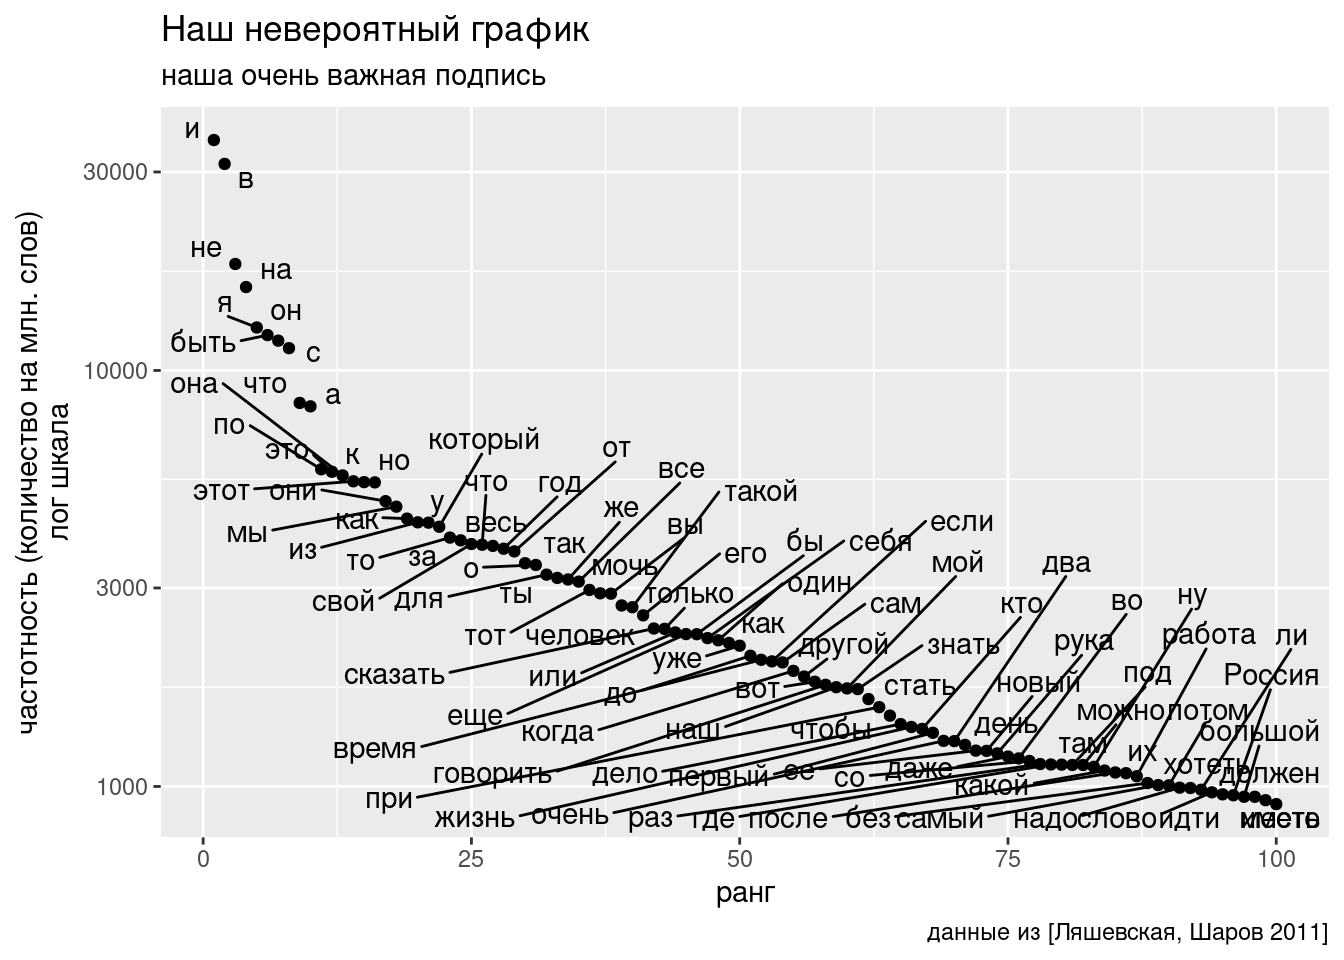 Наш невероятный график
наша очень важная подпись
частотность (количество на млн. слов)
лог шкала
30000
10000
3000
1000
и
в
не
на
я
он
быть
с
она
что
а
по
который
это
к
но
от
этот
они
что
год
все
такой
мы
как
у
весь
же
вы
из
то
за
так
его
бы
себя
если
свой
о
для
ты
мочь
только
один
мой
два
тот
человек
как
сам
кто
во
ну
сказать
уже
другой
знать
рука
работа
ли
или
до
вот
стать
новый
под
Россия
еще
когда
наш
чтобы
день
можно
потом
большой
время
говорить
дело
первый
ее
со
даже
там
их
хотеть
должен
при
какой
жизнь
очень
раз
где
после
без
самый
надо
слово
идти
иметь
0
25
50
75
100
ранг
данные из [Ляшевская, Шаров 2011]